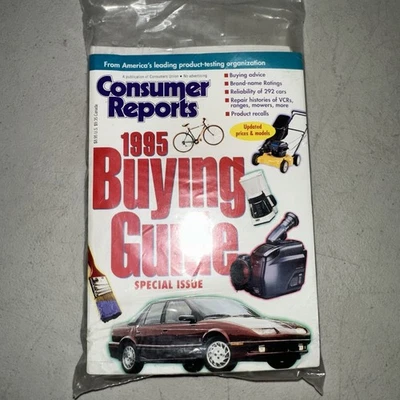 From America's leading product-testing organization
A publication of Consumers Union • No advertising
Consumer
Reports
Buying advice
Brand-name Ratings
Reliability of 292 cars
Repair histories of VCRs,
ranges, mowers, more
Product recalls
Updated
prices & models
1995
Buying
Guide
SPECIAL ISSUE